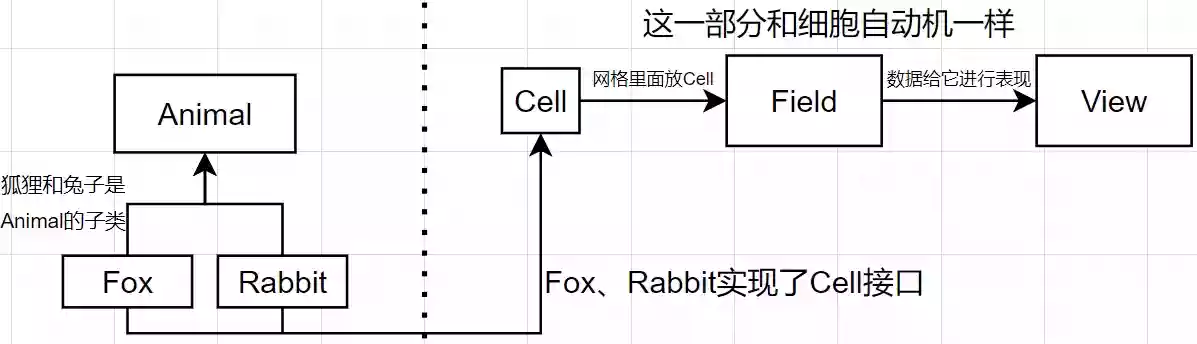 这一部分和细胞自动机一样
Animal
Cell
网格里面放Cell
Field
数据给它进行表现
View
狐狸和兔子是
Animal的子类
Fox
Rabbit
Fox、Rabbit实现了Cell接口